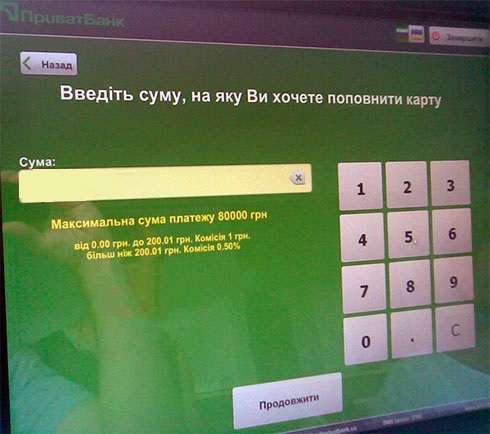 ПриватБанк
Завершити
Назад
Введіть суму, на яку Ви хочете поповнити карту
Сума:
Максимальна сума платежу 80000 грн
від 0.00 грн. до 200.01 грн. Комісія 1 грн.
більш ніж 200.01 грн. Комісія 0.50%
1 2 3
4 5 6
7 8 9
0 . C
Продовжити